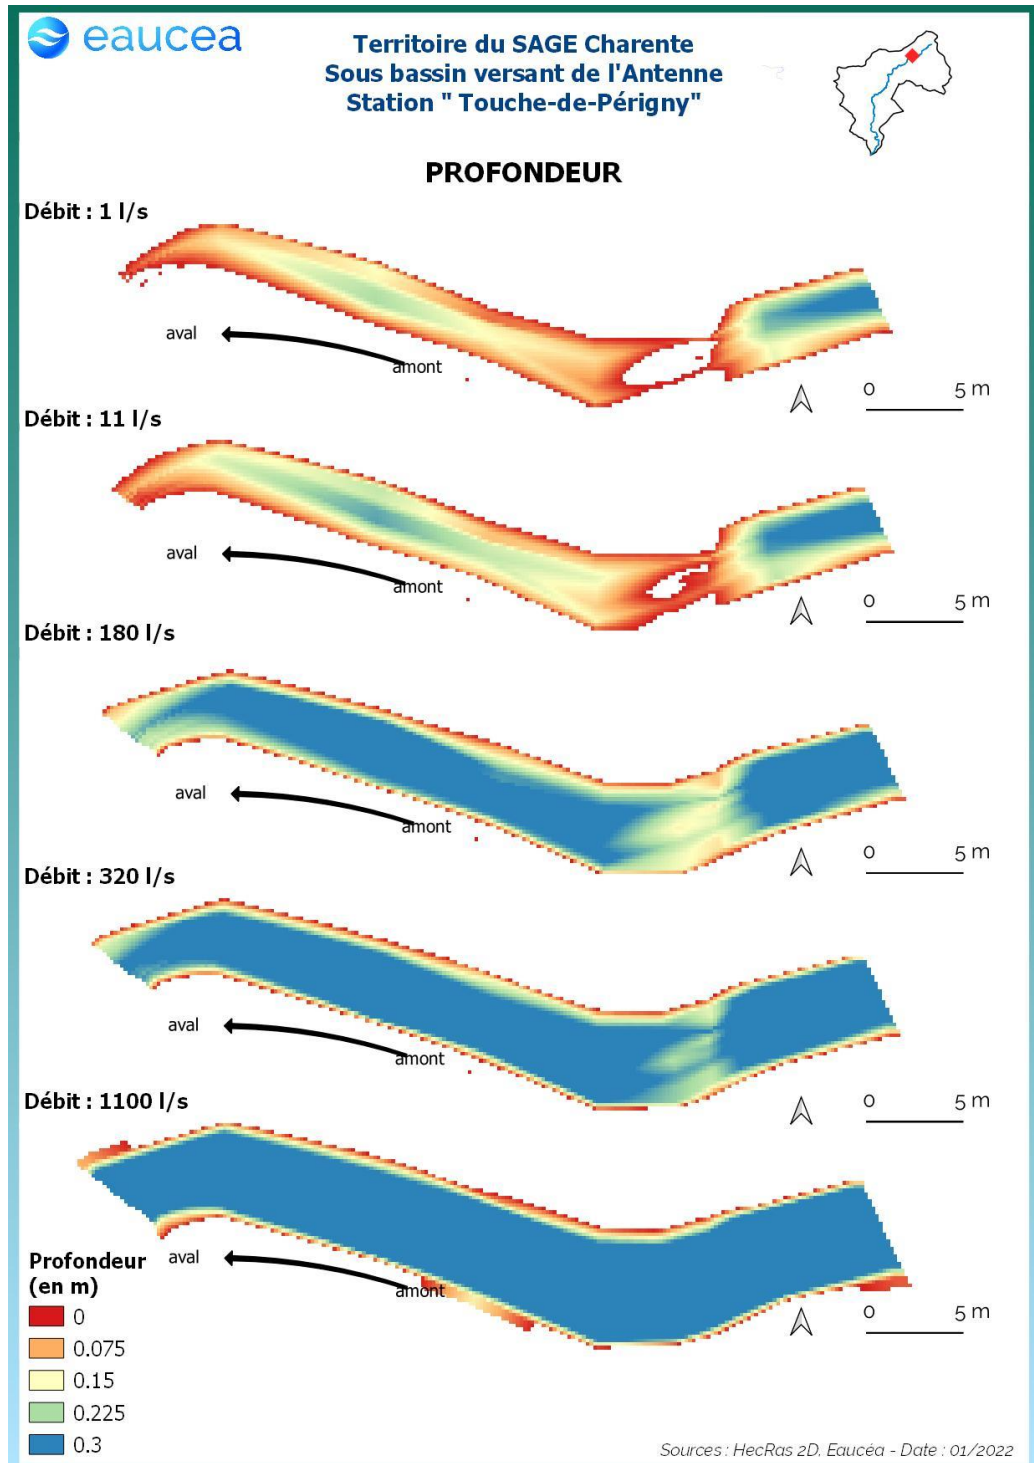 eaucea
Territoire du SAGE Charente
Sous bassin versant de l'Antenne
Station " Touche-de-Périgny"
PROFONDEUR
Débit : 1 l/s
aval
amont
0 5 m
Débit : 11 l/s
aval
amont
0 5 m
Débit : 180 l/s
aval
amont
0 5 m
Débit : 320 l/s
aval
amont
0 5 m
Débit : 1100 l/s
aval
amont
0 5 m
Profondeur
(en m)
0
0.075
0.15
0.225
0.3
Sources : HecRas 2D, Eaucéa - Date : 01/2022